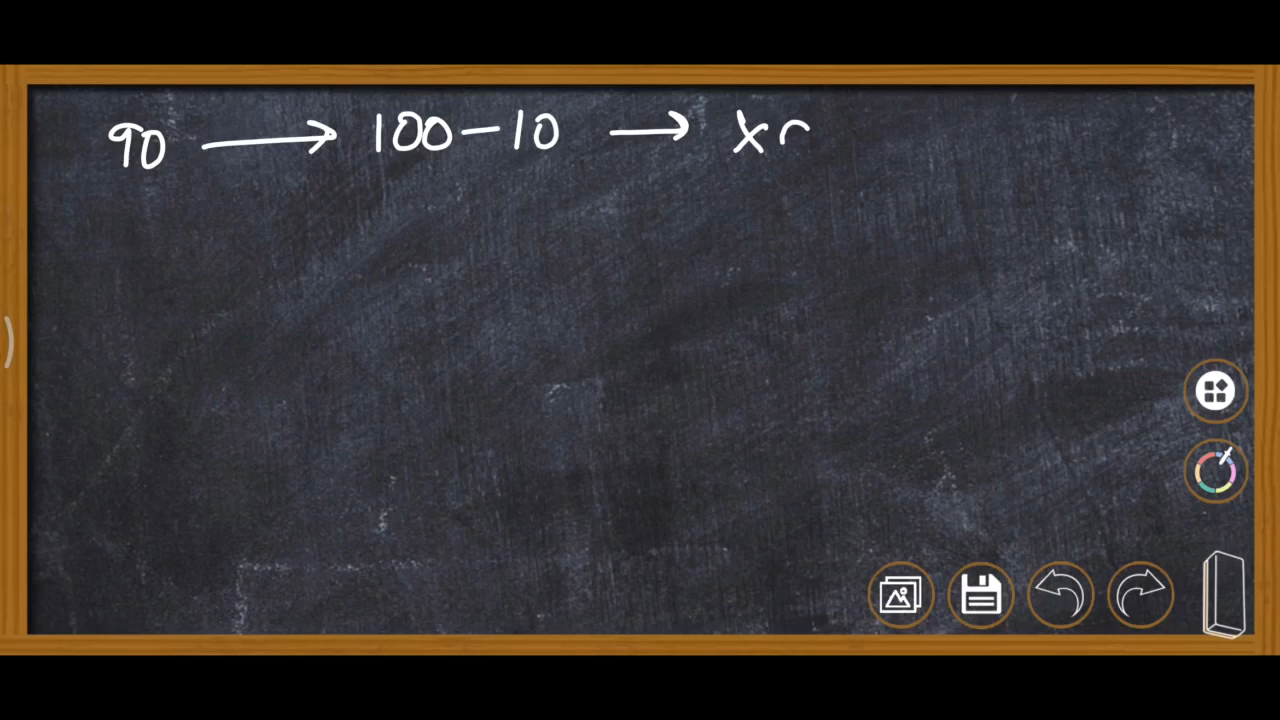 90 → 100-10 → X